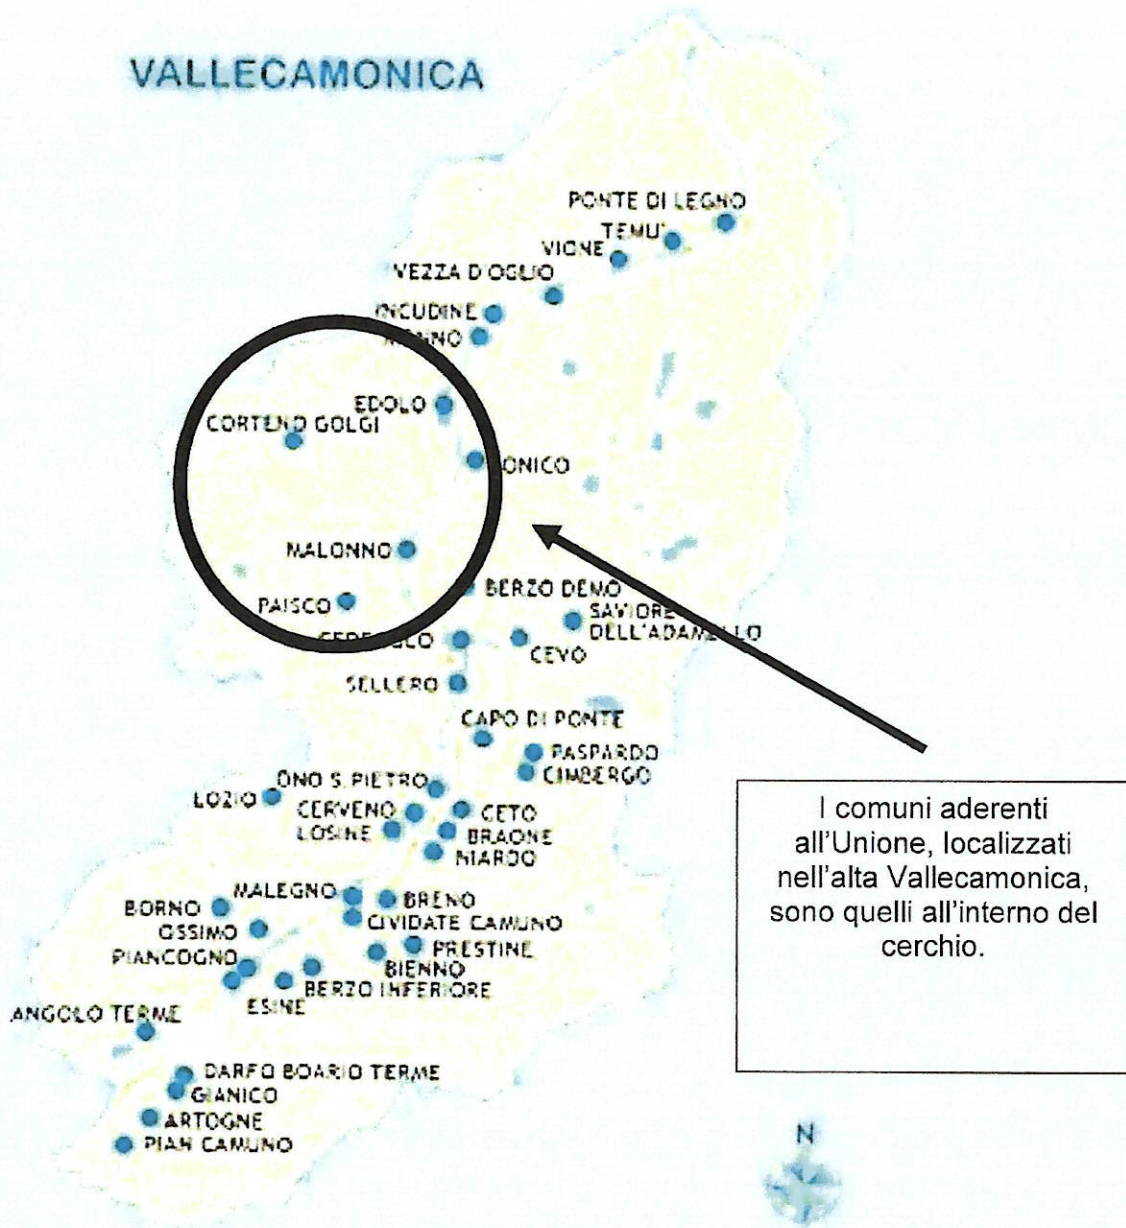 VALLECAMONICA
PONTE DI LEGNO
TEMU'
VIONE
VEZZA D'OGLIO
INCUDINE
EDOLO
CORTENO GOLGI
ONICO
MALONNO
BERZO DEMO
PAISCO
SAVIORE
DELL'ADAMELLO
CEVO
SELLERO
CAPO DI PONTE
PASPARDO
CIMBERGO
ONO S. PIETRO
LOZIO
CERVENO
CETO
LOSINE
BRAONE
NIARDO
MALEGNO
BRENO
BORNO
CIVIDATE CAMUNO
OSSIMO
PRESTINE
PIANCOGNO
BIENNO
BERZO INFERIORE
ESINE
ANGOLO TERME
DARFO BOARIO TERME
GIANICO
ARTOGNE
PIAN CAMUNO
I comuni aderenti
all'Unione, localizzati
nell'alta Vallecamonica,
sono quelli all'interno del
cerchio.
N